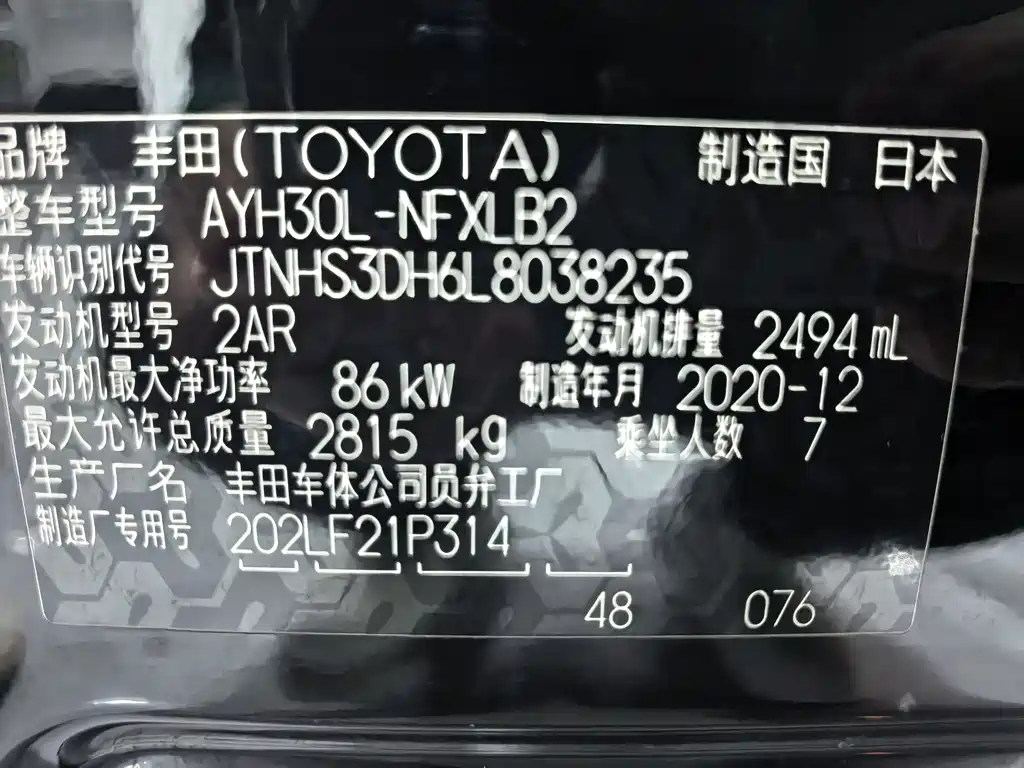 品牌 丰田(TOYOTA) 制造国 日本
整车型号 AYH30L-NFXLB2
车辆识别代号 JTNHS3DH6L8038235
发动机型号 2AR 发动机排量 2494 mL
发动机最大净功率 86 kW 制造年月 2020-12
最大允许总质量 2815 kg 乘坐人数 7
生产厂名 丰田车体公司员弁工厂
制造厂专用号 202LF21P314
48 076